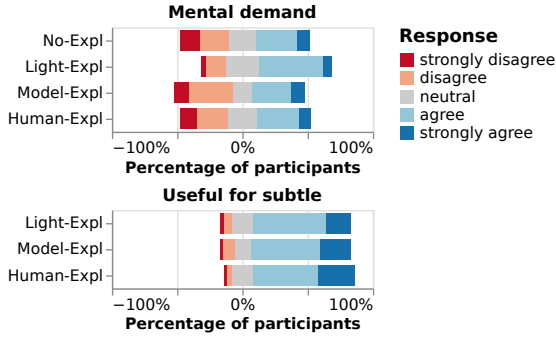 Mental demand
No-Expl
Light-Expl
Model-Expl
Human-Expl
−100% 0% 100%
Percentage of participants
Response
strongly disagree
disagree
neutral
agree
strongly agree
Useful for subtle
Light-Expl
Model-Expl
Human-Expl
−100% 0% 100%
Percentage of participants